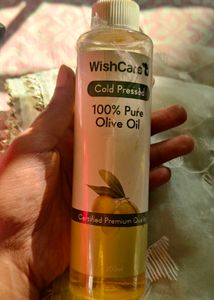 WishCare
Cold Pressed
100% Pure
Olive Oil
Certified Premium Quality